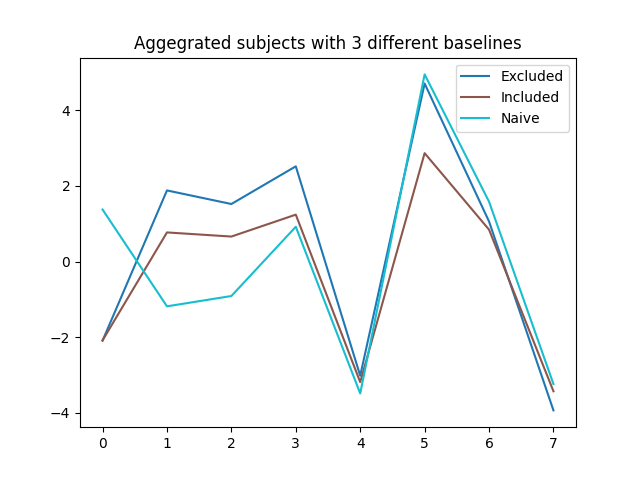 Aggegrated subjects with 3 different baselines
Excluded
Included
Naive
4
2
0
−2
−4
0 1 2 3 4 5 6 7